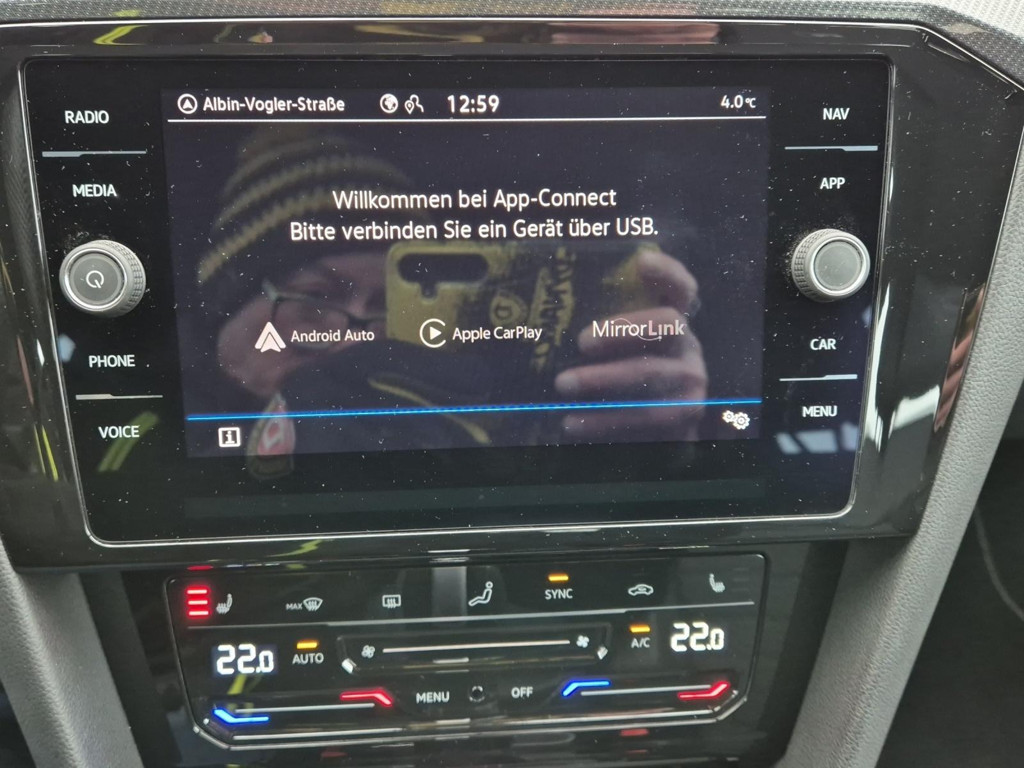 RADIO
MEDIA
PHONE
VOICE
Albin-Vogler-Straße 12:59 4.0°C
Willkommen bei App-Connect
Bitte verbinden Sie ein Gerät über USB.
Android Auto Apple CarPlay MirrorLink
i
NAV
APP
CAR
MENU
MAX SYNC
22.0 AUTO A/C 22.0
MENU OFF